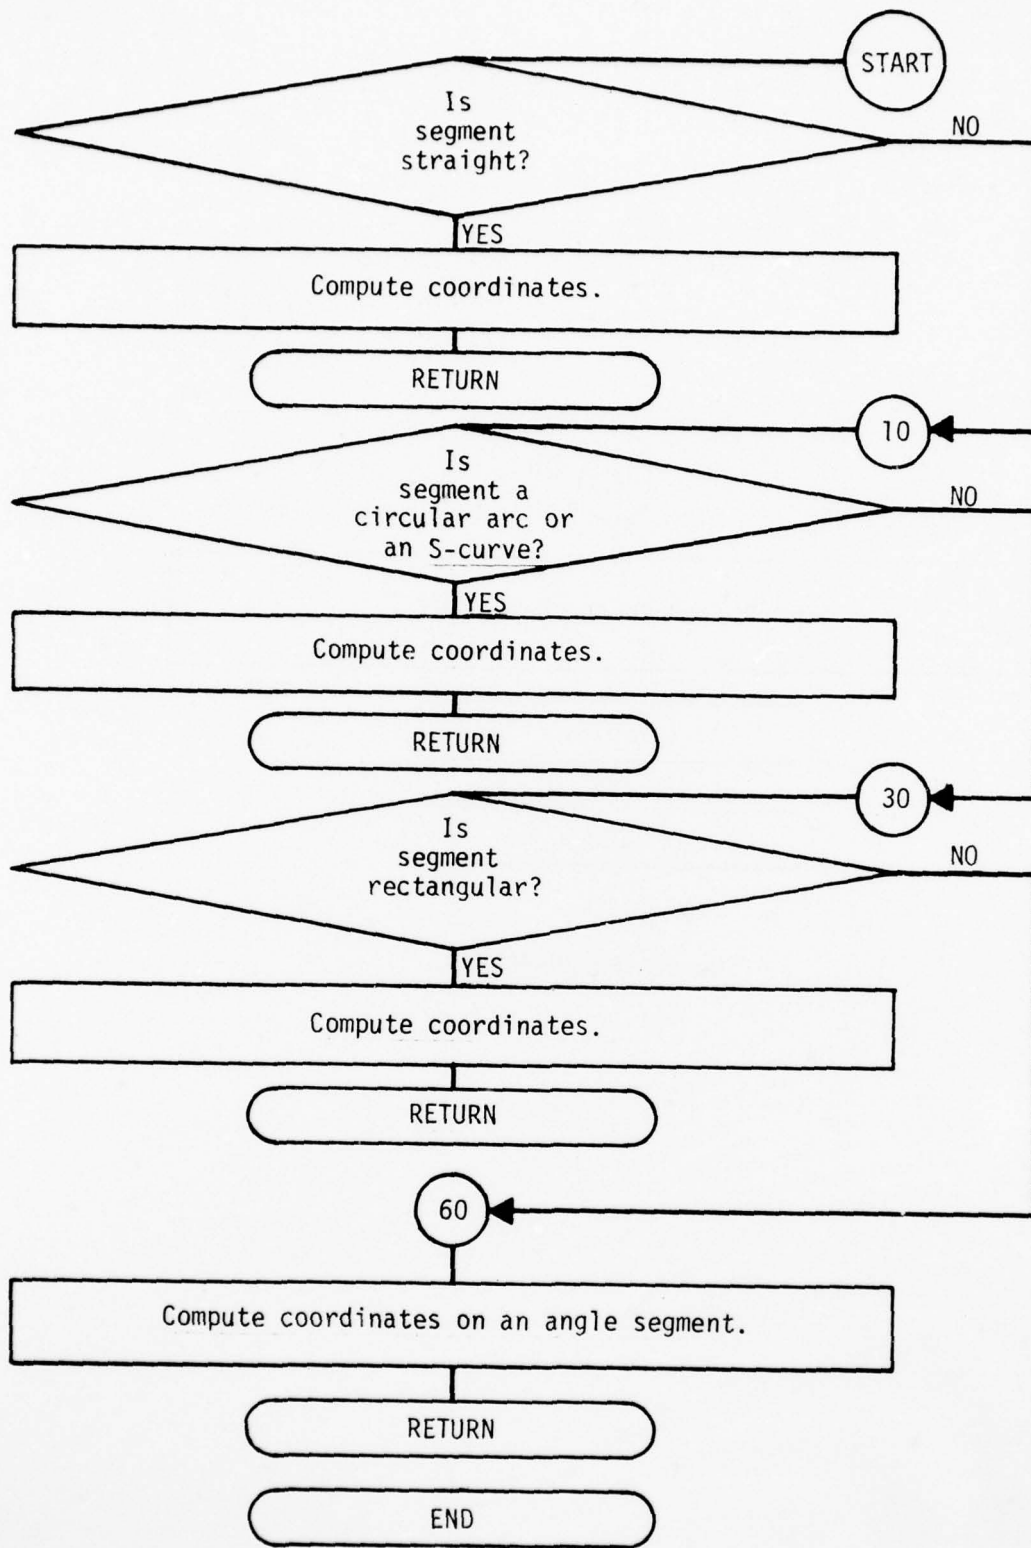 START
Is
segment
straight?
NO
YES
Compute coordinates.
RETURN
10
Is
segment a
circular arc or
an S-curve?
NO
YES
Compute coordinates.
RETURN
30
Is
segment
rectangular?
NO
YES
Compute coordinates.
RETURN
60
Compute coordinates on an angle segment.
RETURN
END